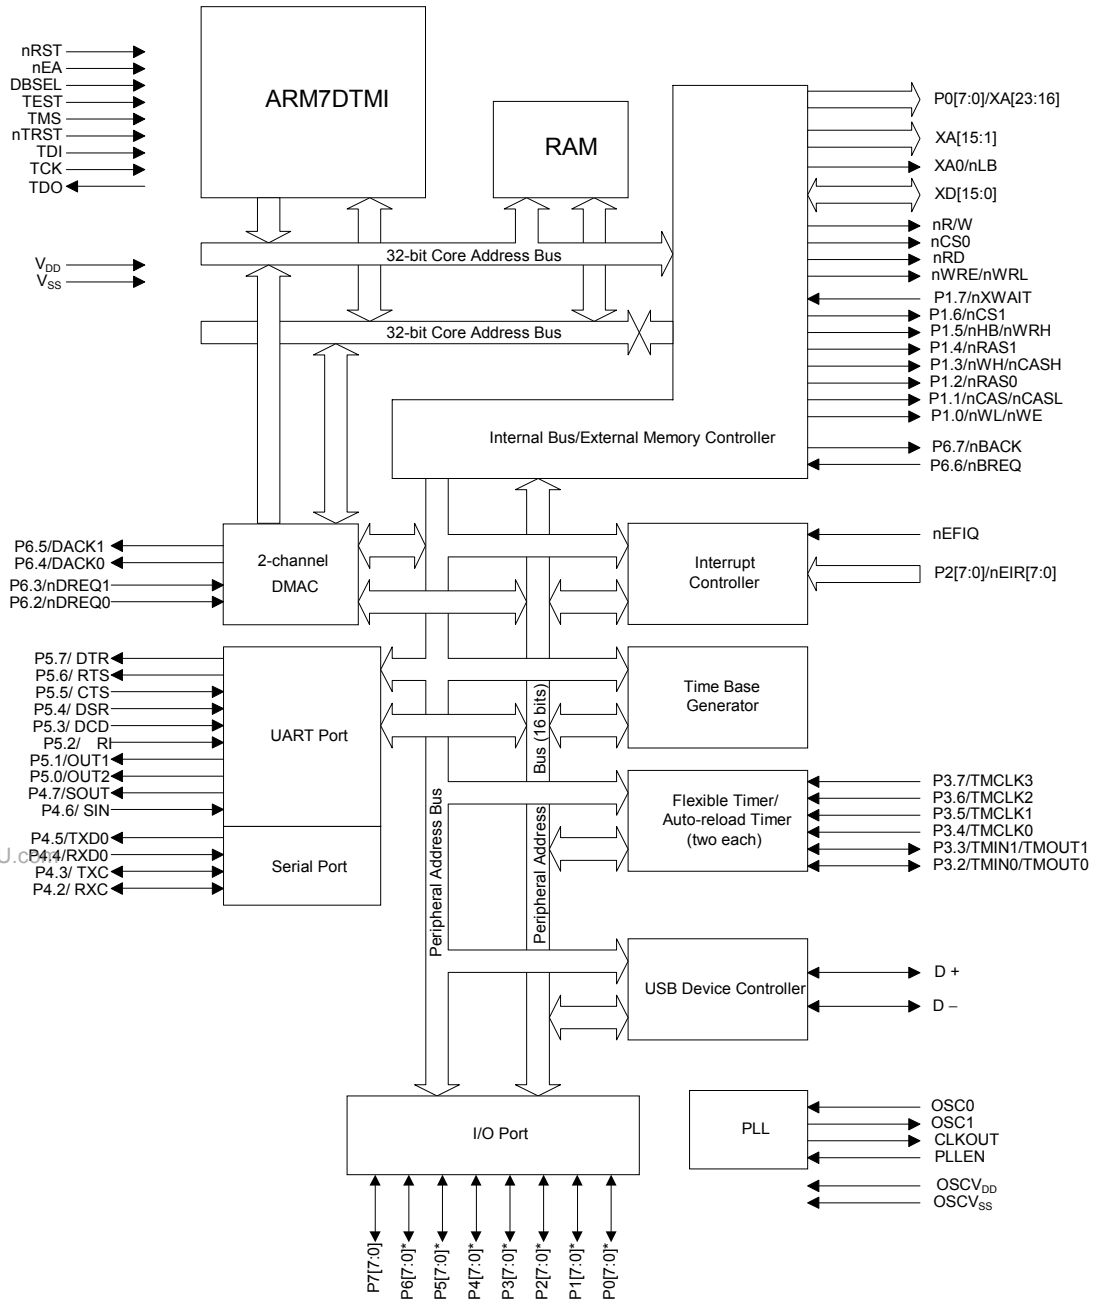 nRST
nEA
DBSEL
TEST
TMS
nTRST
TDI
TCK
TDO
VDD
VSS
ARM7DTMI
RAM
32-bit Core Address Bus
32-bit Core Address Bus
Internal Bus/External Memory Controller
P0[7:0]/XA[23:16]
XA[15:1]
XA0/nLB
XD[15:0]
nR/W
nCS0
nRD
nWRE/nWRL
P1.7/nXWAIT
P1.6/nCS1
P1.5/nHB/nWRH
P1.4/nRAS1
P1.3/nWH/nCASH
P1.2/nRAS0
P1.1/nCAS/nCASL
P1.0/nWL/nWE
P6.7/nBACK
P6.6/nBREQ
P6.5/DACK1
P6.4/DACK0
P6.3/nDREQ1
P6.2/nDREQ0
2-channel
DMAC
Interrupt
Controller
nEFIQ
P2[7:0]/nEIR[7:0]
P5.7/ DTR
P5.6/ RTS
P5.5/ CTS
P5.4/ DSR
P5.3/ DCD
P5.2/ RI
P5.1/OUT1
P5.0/OUT2
P4.7/SOUT
P4.6/ SIN
P4.5/TXD0
P4.4/RXD0
P4.3/ TXC
P4.2/ RXC
U.com
UART Port
Serial Port
Peripheral Address Bus
Peripheral Address Bus (16 bits)
Time Base
Generator
Flexible Timer/
Auto-reload Timer
(two each)
P3.7/TMCLK3
P3.6/TMCLK2
P3.5/TMCLK1
P3.4/TMCLK0
P3.3/TMIN1/TMOUT1
P3.2/TMIN0/TMOUT0
USB Device Controller
D +
D –
I/O Port
PLL
OSC0
OSC1
CLKOUT
PLLEN
OSCVDD
OSCVSS
P7[7:0]
P6[7:0]*
P5[7:0]*
P4[7:0]*
P3[7:0]*
P2[7:0]*
P1[7:0]*
P0[7:0]*